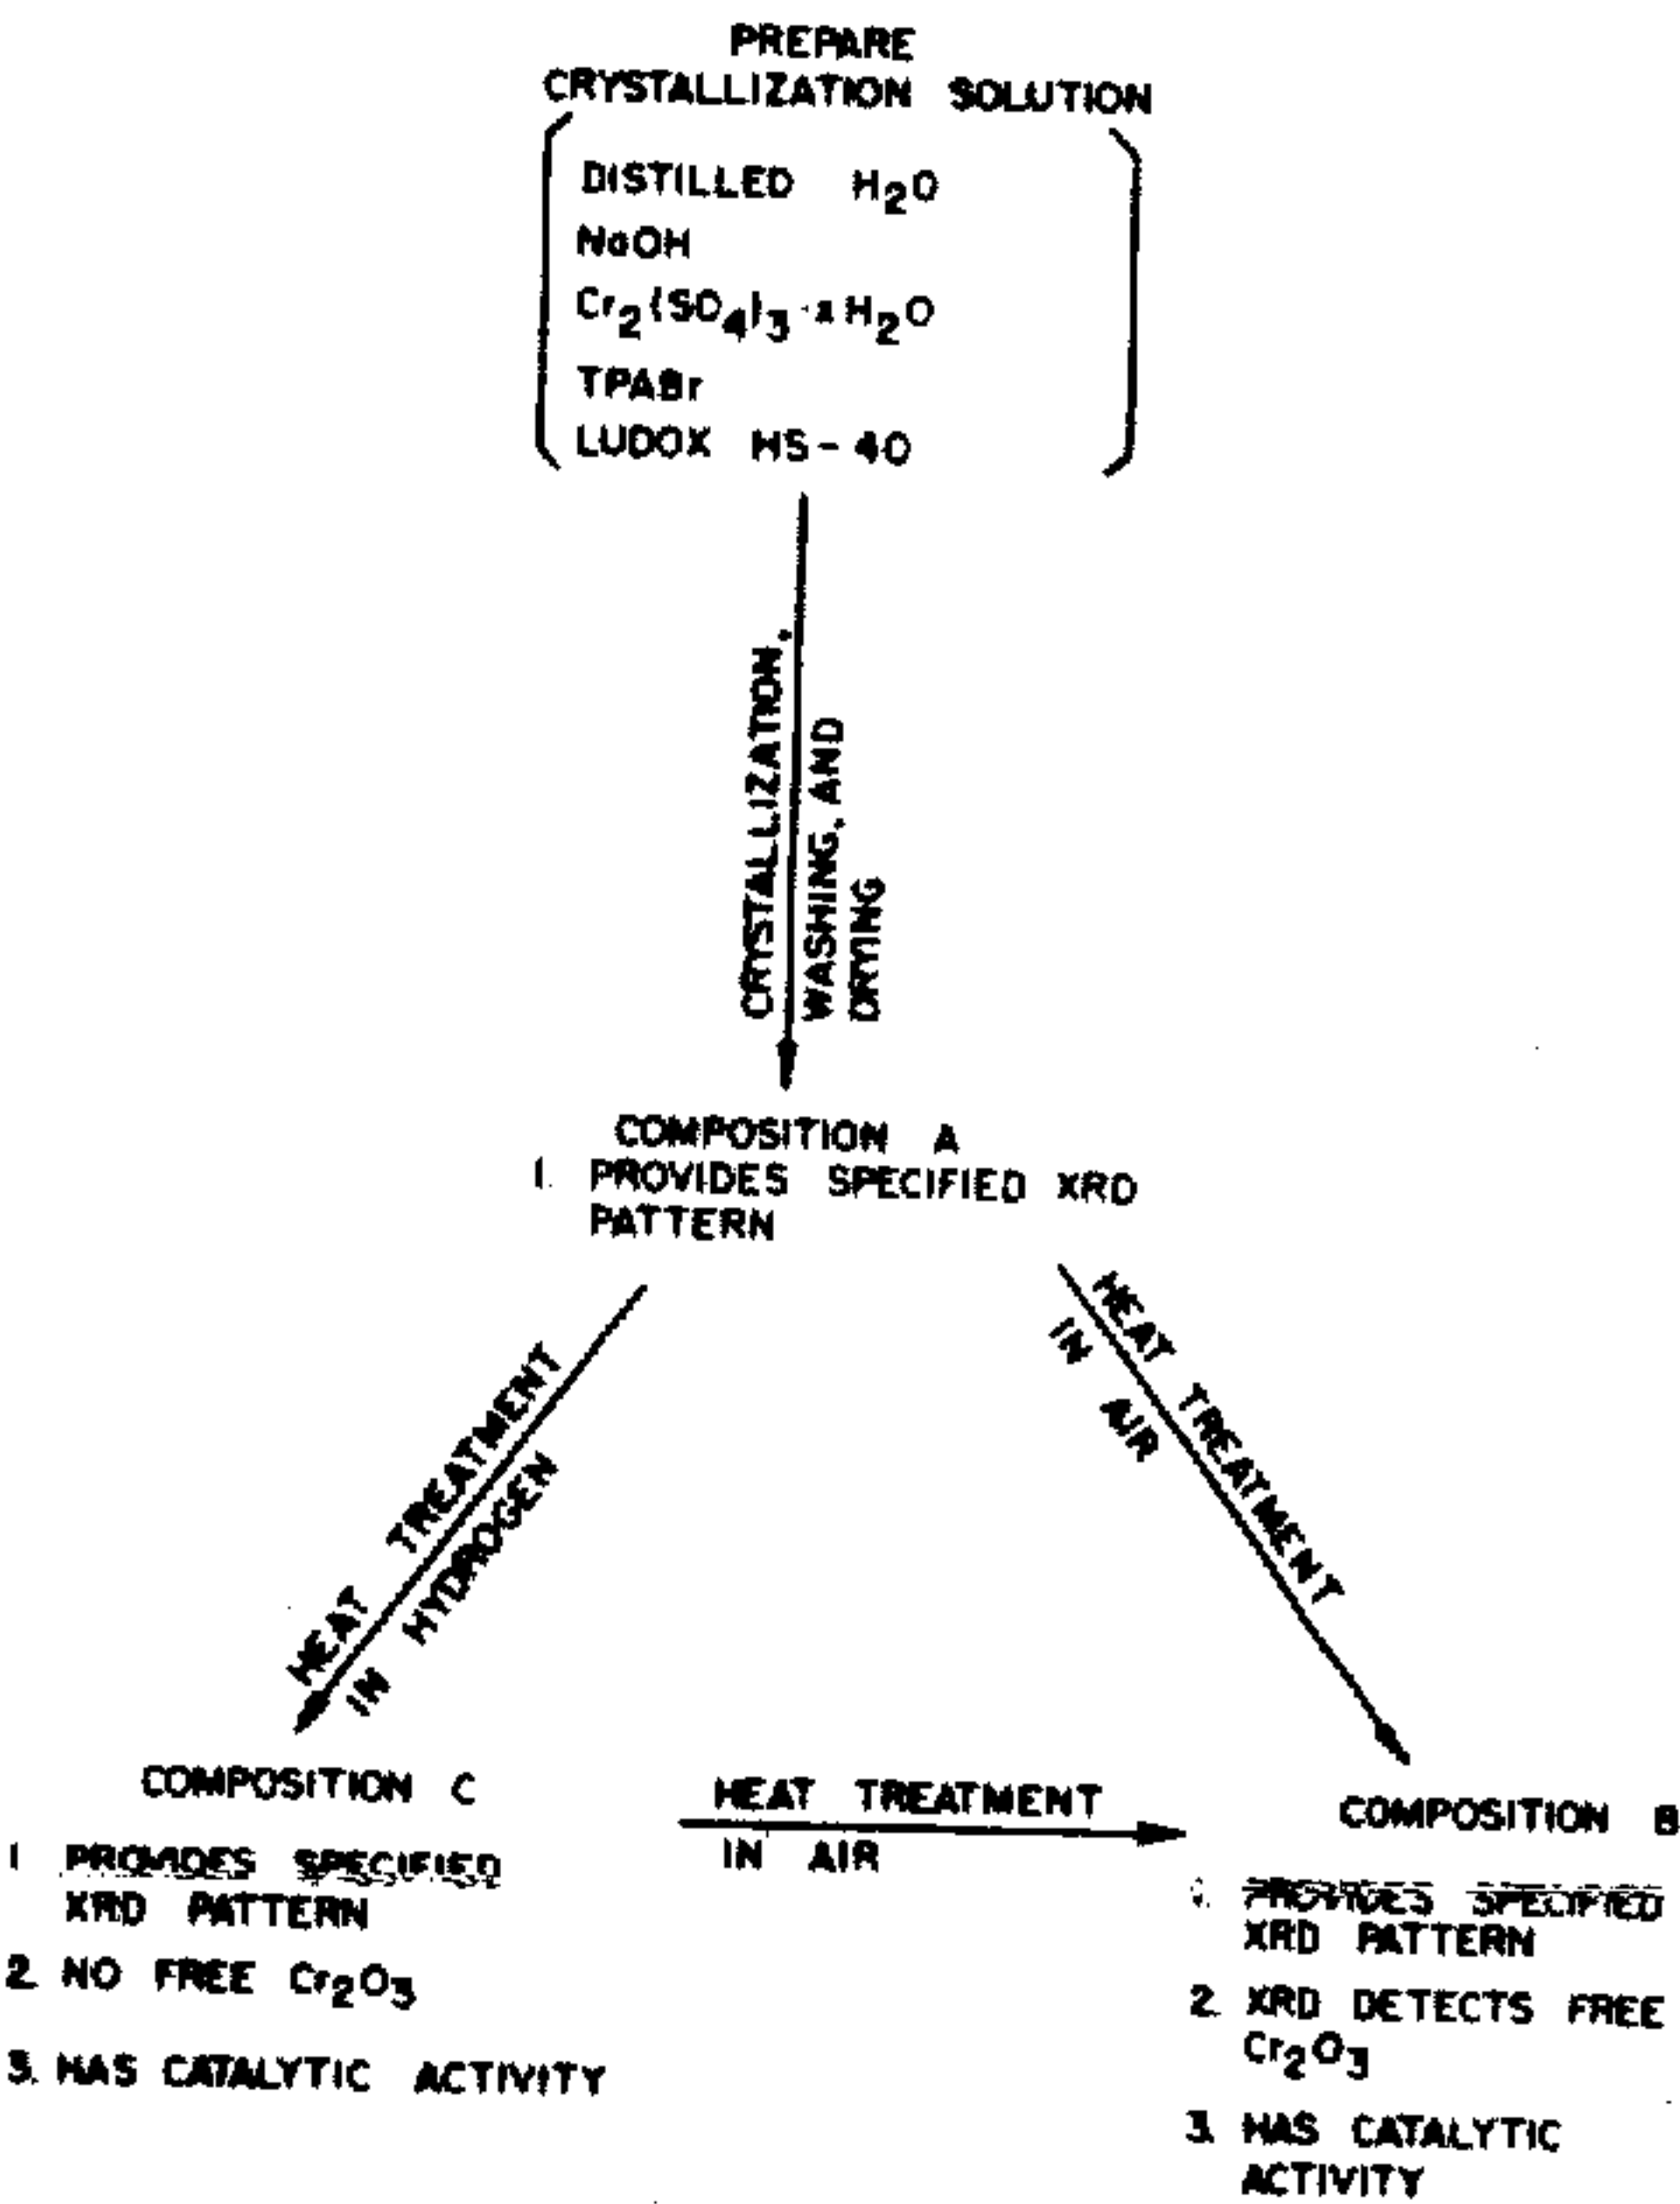 PREPARE
CRYSTALLIZATION SOLUTION
DISTILLED H₂O
NaOH
Cr₂(SO₄)₃·xH₂O
TPABr
LUDOX HS-40
CRYSTALLIZATION,
WASHING, AND
DRYING
COMPOSITION A
1. PROVIDES SPECIFIED XRD
PATTERN
HEAT TREATMENT
IN HYDROGEN
HEAT TREATMENT
IN AIR
COMPOSITION C
1 PROVIDES SPECIFIED
XRD PATTERN
2. NO FREE Cr₂O₃
3. HAS CATALYTIC ACTIVITY
HEAT TREATMENT
IN AIR
COMPOSITION B
1. PROVIDES SPECIFIED
XRD PATTERN
2. XRD DETECTS FREE
Cr₂O₃
3. HAS CATALYTIC
ACTIVITY